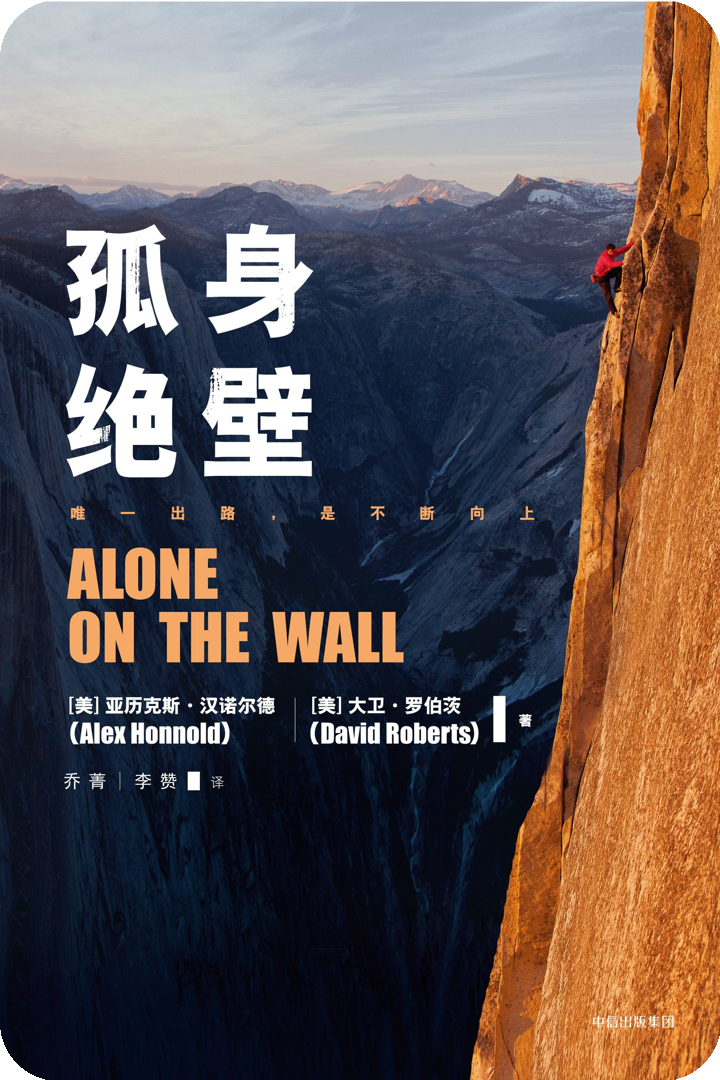 孤身
绝壁
唯一出路，是不断向上
ALONE
ON THE WALL
[美] 亚历克斯·汉诺尔德
(Alex Honnold)
[美] 大卫·罗伯茨
(David Roberts)
著
乔菁 | 李赞 译
中信出版集团